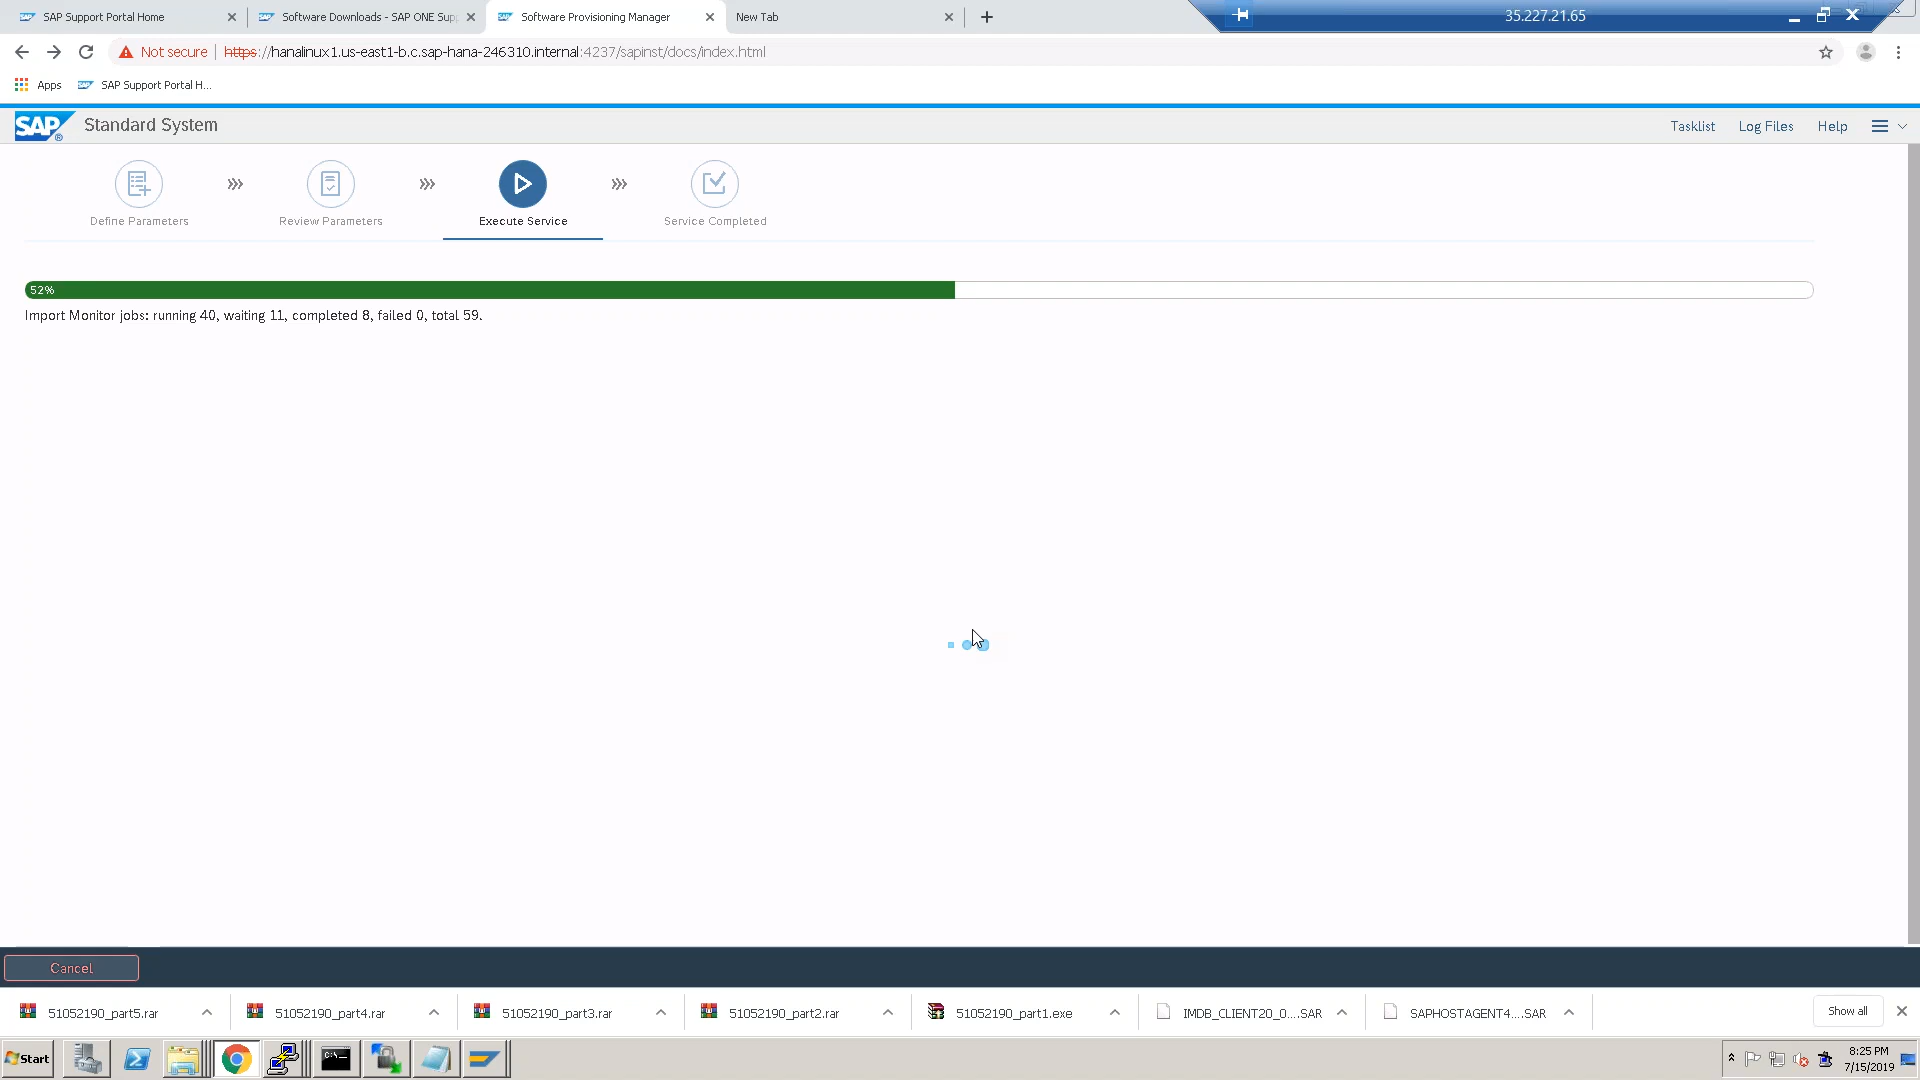 SAP Support Portal Home
Software Downloads - SAP ONE Sup
Software Provisioning Manager
New Tab
35.227.21.65
Not secure
https://hanalinux1.us-east1-b.c.sap-hana-246310.internal:4237/sapinst/docs/index.html
Apps
SAP Support Portal H...
SAP
Standard System
Tasklist
Log Files
Help
Define Parameters
Review Parameters
Execute Service
Service Completed
52%
Import Monitor jobs: running 40, waiting 11, completed 8, failed 0, total 59.
Cancel
51052190_part5.rar
51052190_part4.rar
51052190_part3.rar
51052190_part2.rar
51052190_part1.exe
IMDB_CLIENT20_0....SAR
SAPHOSTAGENT4....SAR
Show all
Start
8:25 PM
7/15/2019